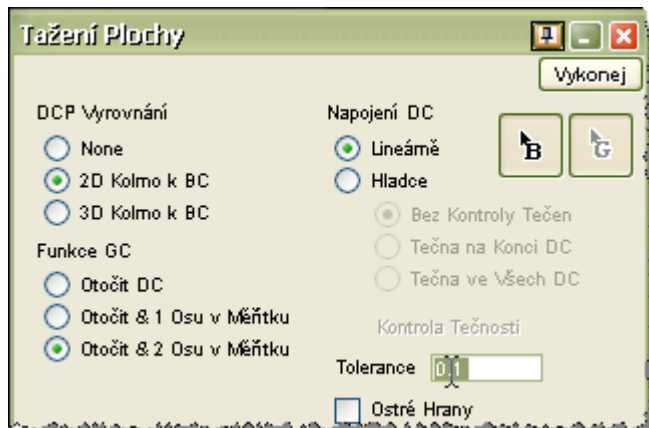 Tažení Plochy
Vykonej
DCP Vyrovnání
None
2D Kolmo k BC
3D Kolmo k BC
Funkce GC
Otočit DC
Otočit & 1 Osu v Měřítku
Otočit & 2 Osu v Měřítku
Napojení DC
Lineárně
Hladce
Bez Kontroly Tečen
Tečna na Konci DC
Tečna ve Všech DC
Kontrola Tečnosti
Tolerance 0.1
Ostré Hrany
B
G